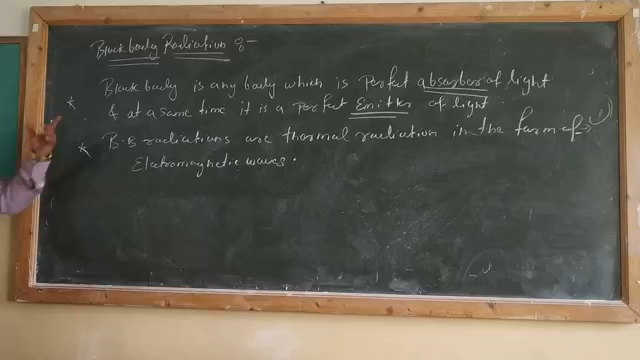 Black body Radiation :-
* Black body is any body which is Perfect absorber of light
& at a same time it is a Perfect Emitter of light.
* B.B radiations are thermal radiation in the form of →
Electromagnetic waves.